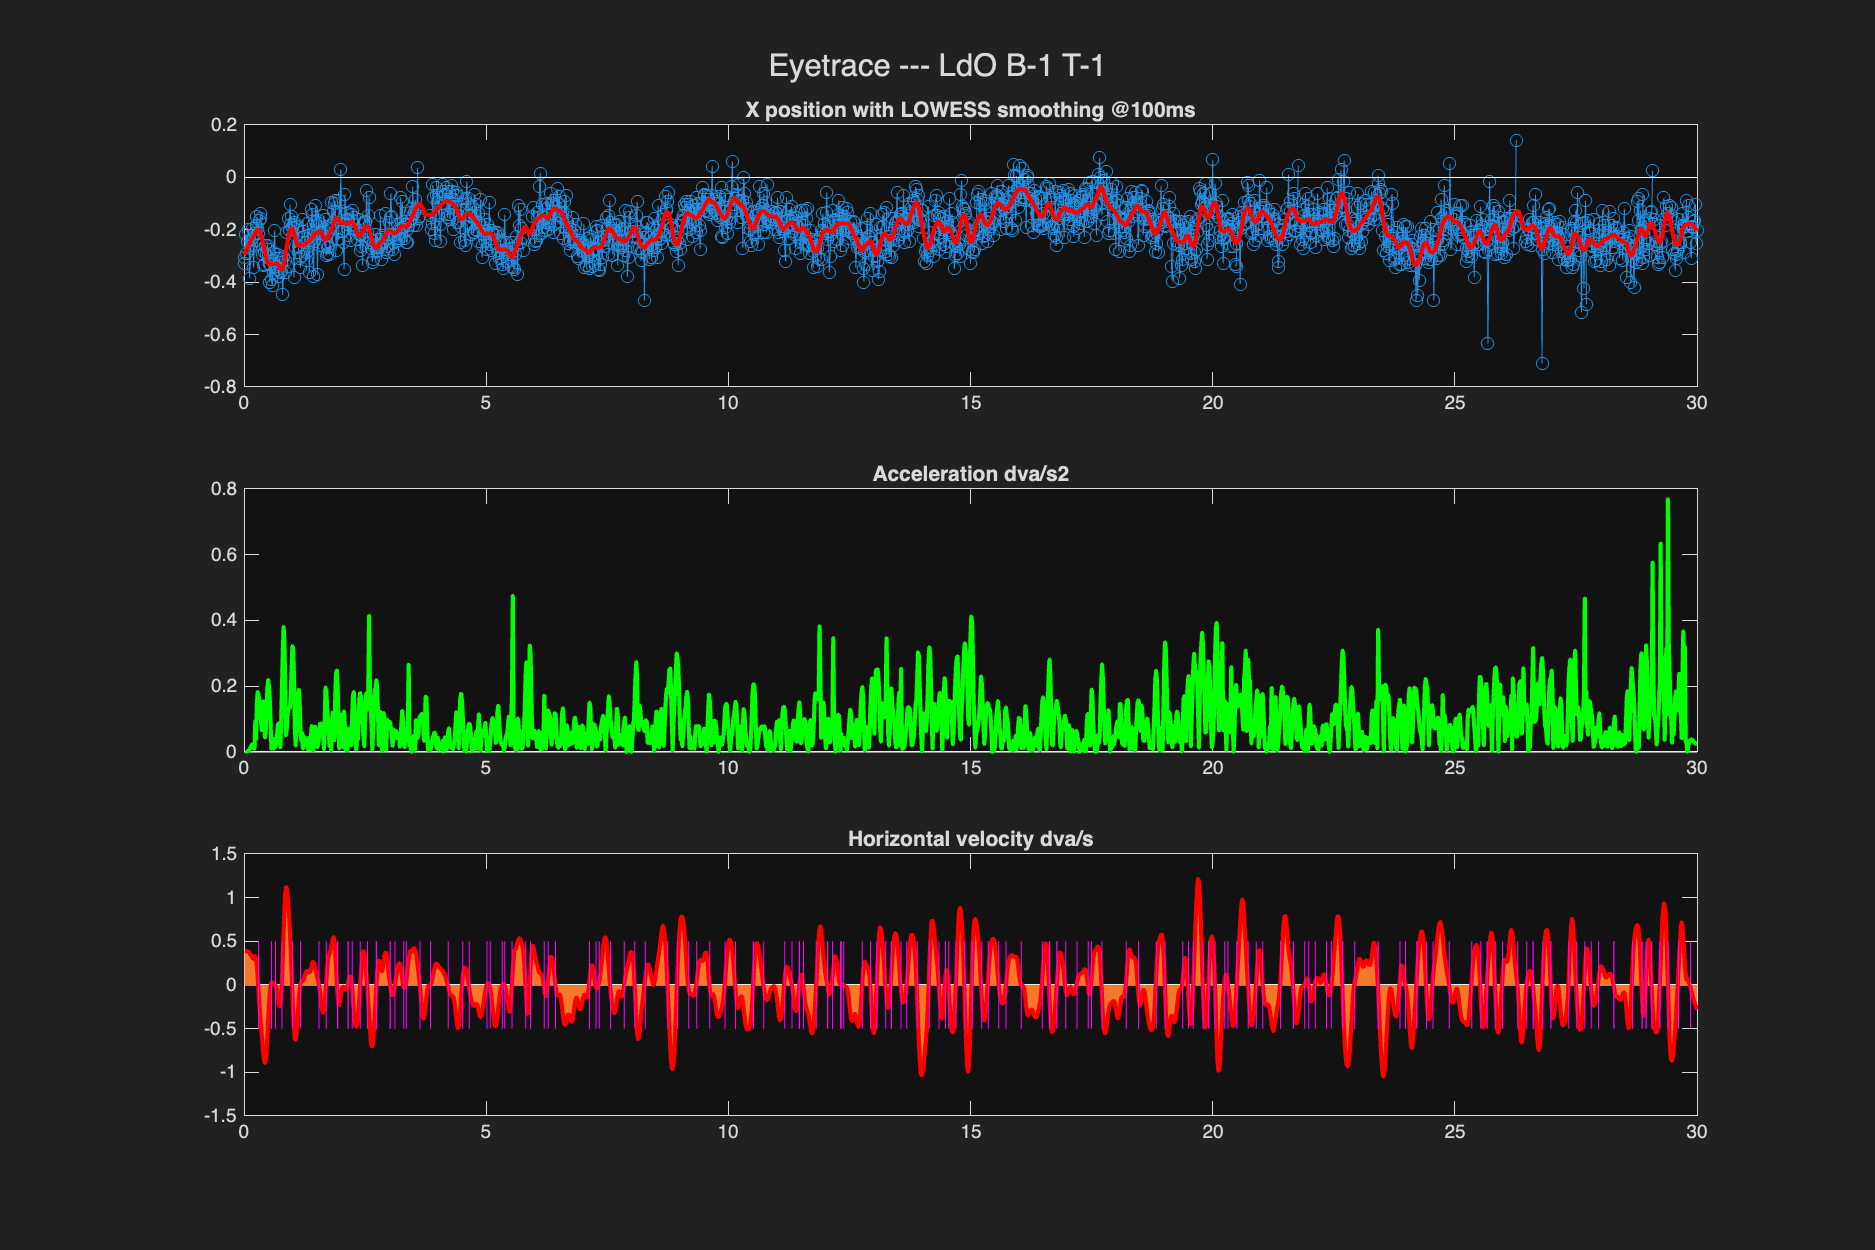 Eyetrace --- LdO B-1 T-1
X position with LOWESS smoothing @100ms
0.2
0
-0.2
-0.4
-0.6
-0.8
0 5 10 15 20 25 30
Acceleration dva/s2
0.8
0.6
0.4
0.2
0
0 5 10 15 20 25 30
Horizontal velocity dva/s
1.5
1
0.5
0
-0.5
-1
-1.5
0 5 10 15 20 25 30